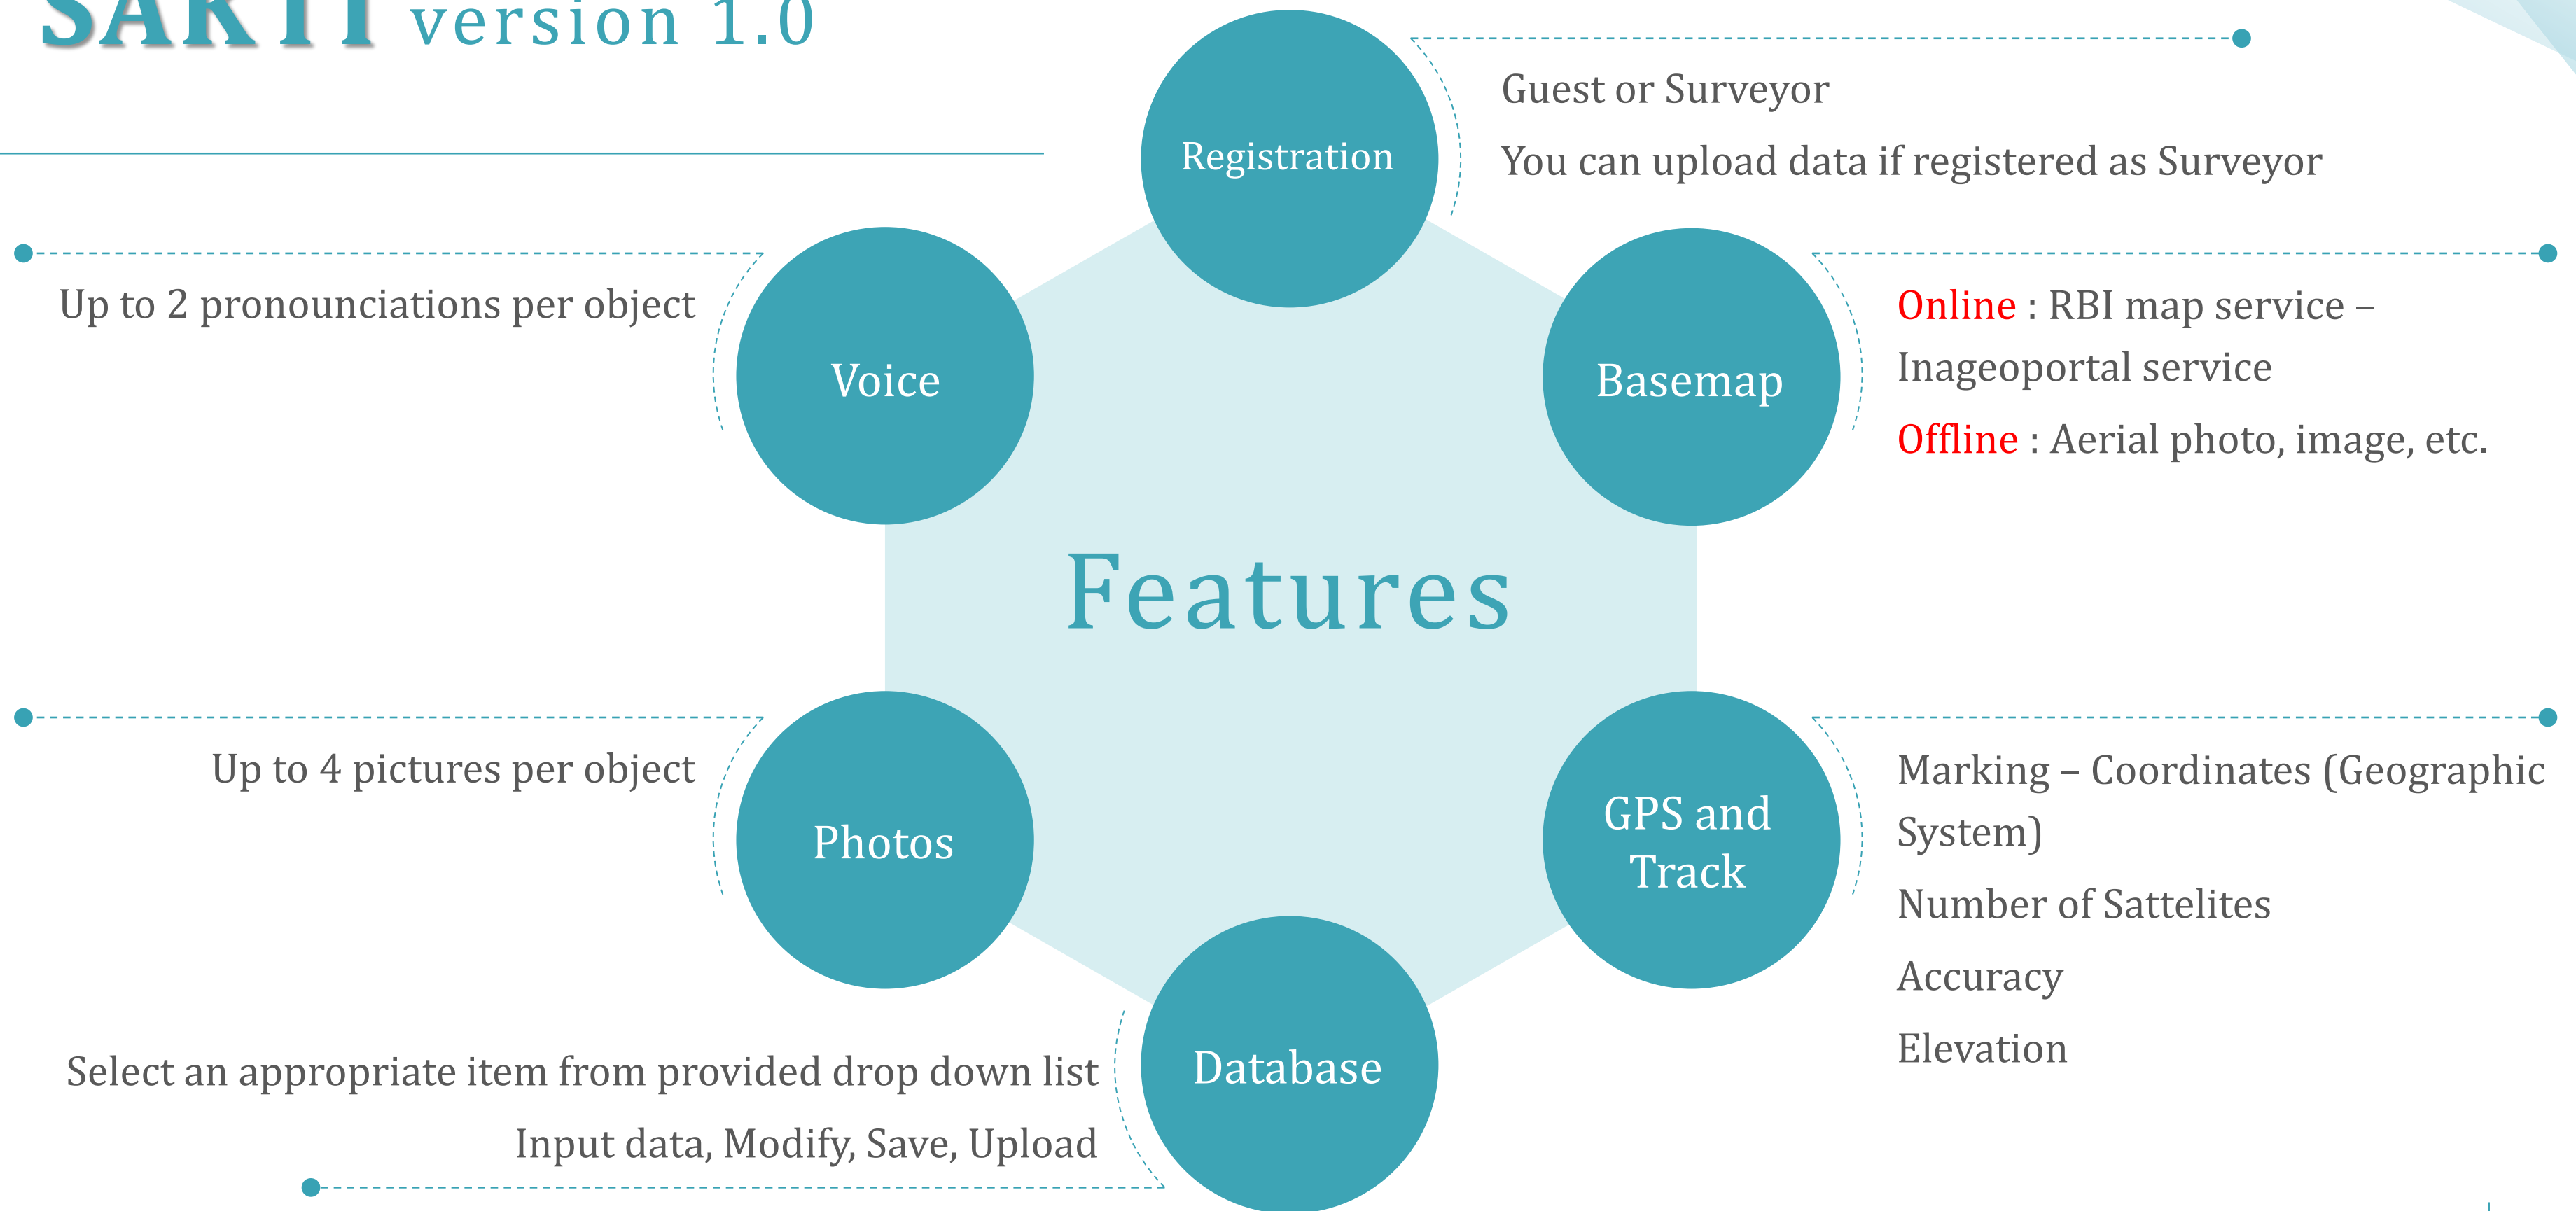 SAKTI version 1.0
Registration
Guest or Surveyor
You can upload data if registered as Surveyor
Voice
Up to 2 pronounciations per object
Basemap
Online : RBI map service –
Inageoportal service
Offline : Aerial photo, image, etc.
Features
Photos
Up to 4 pictures per object
GPS and
Track
Marking – Coordinates (Geographic
System)
Number of Sattelites
Accuracy
Elevation
Database
Select an appropriate item from provided drop down list
Input data, Modify, Save, Upload